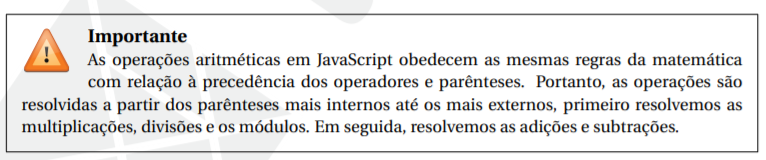 Importante
As operações aritméticas em JavaScript obedecem as mesmas regras da matemática
com relação à precedência dos operadores e parênteses. Portanto, as operações são
resolvidas a partir dos parênteses mais internos até os mais externos, primeiro resolvemos as
multiplicações, divisões e os módulos. Em seguida, resolvemos as adições e subtrações.